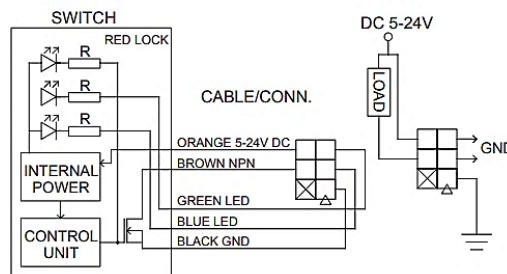 SWITCH
RED LOCK
R
R
R
INTERNAL
POWER
CONTROL
UNIT
CABLE/CONN.
ORANGE 5-24V DC
BROWN NPN
GREEN LED
BLUE LED
BLACK GND
DC 5-24V
LOAD
GND